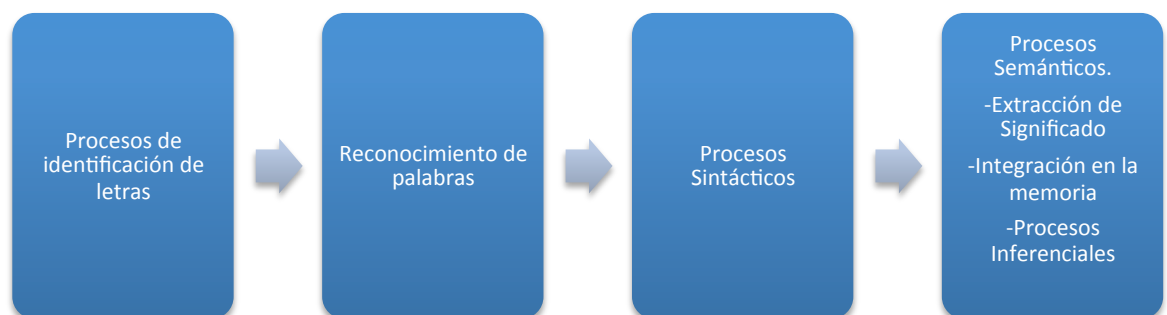 Procesos de
identificación de
letras
Reconocimiento de
palabras
Procesos
Sintácticos
Procesos
Semánticos.
-Extracción de
Significado
-Integración en la
memoria
-Procesos
Inferenciales